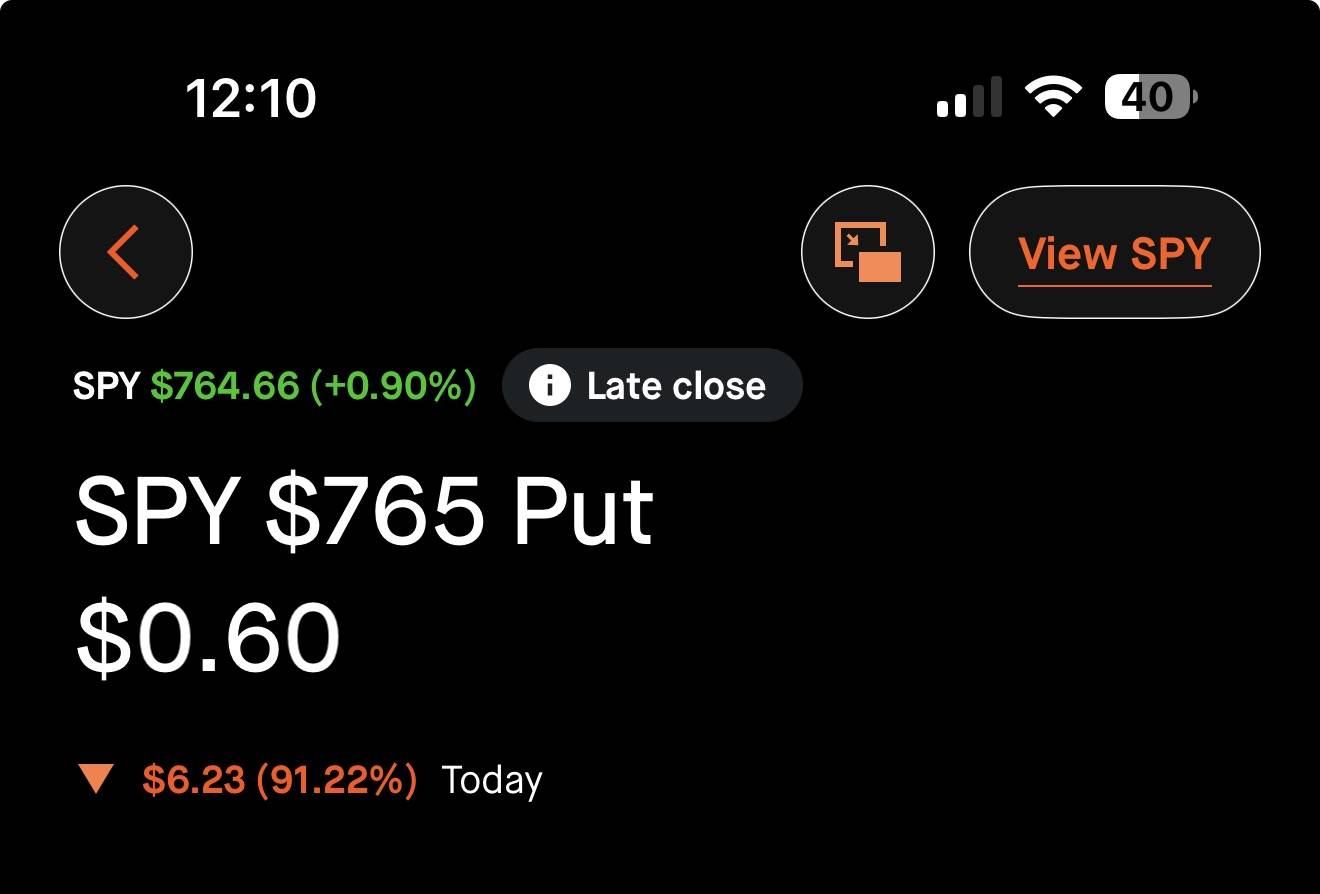 12:10 40
View SPY
SPY $764.66 (+0.90%) Late close
SPY $765 Put
$0.60
$6.23 (91.22%) Today